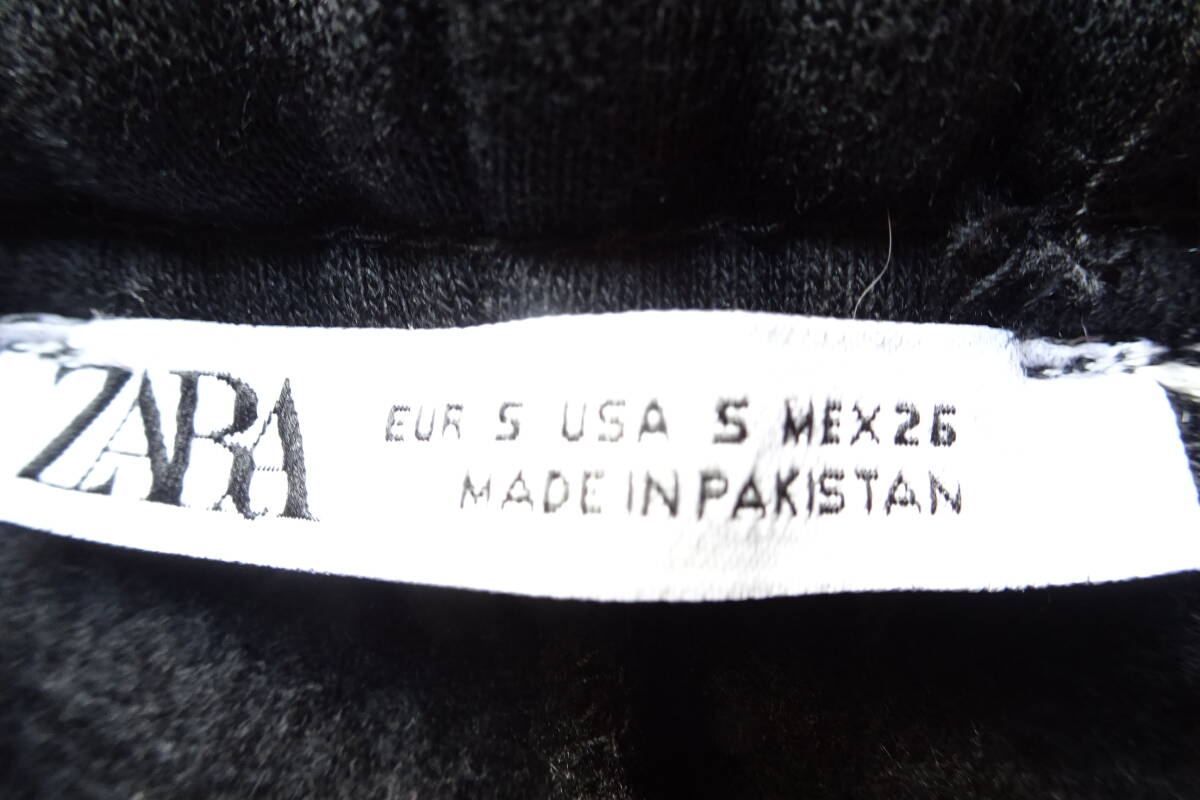 ZARA
EUR S USA S MEX 26
MADE IN PAKISTAN